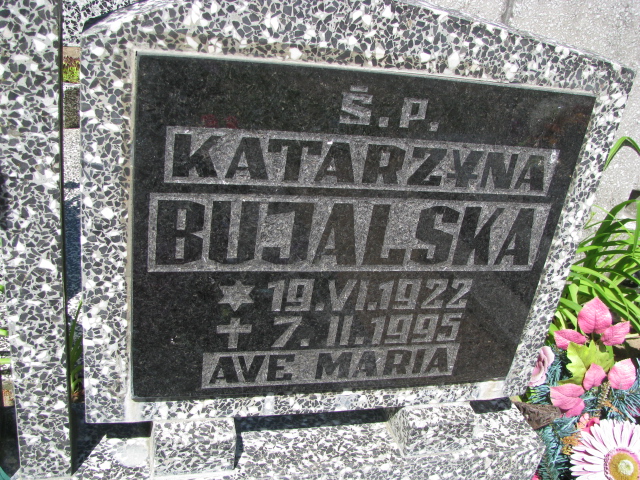 Ś.P.
KATARZYNA
BUJALSKA
* 19.VI.1922
✝ 7.II.1995
AVE MARIA